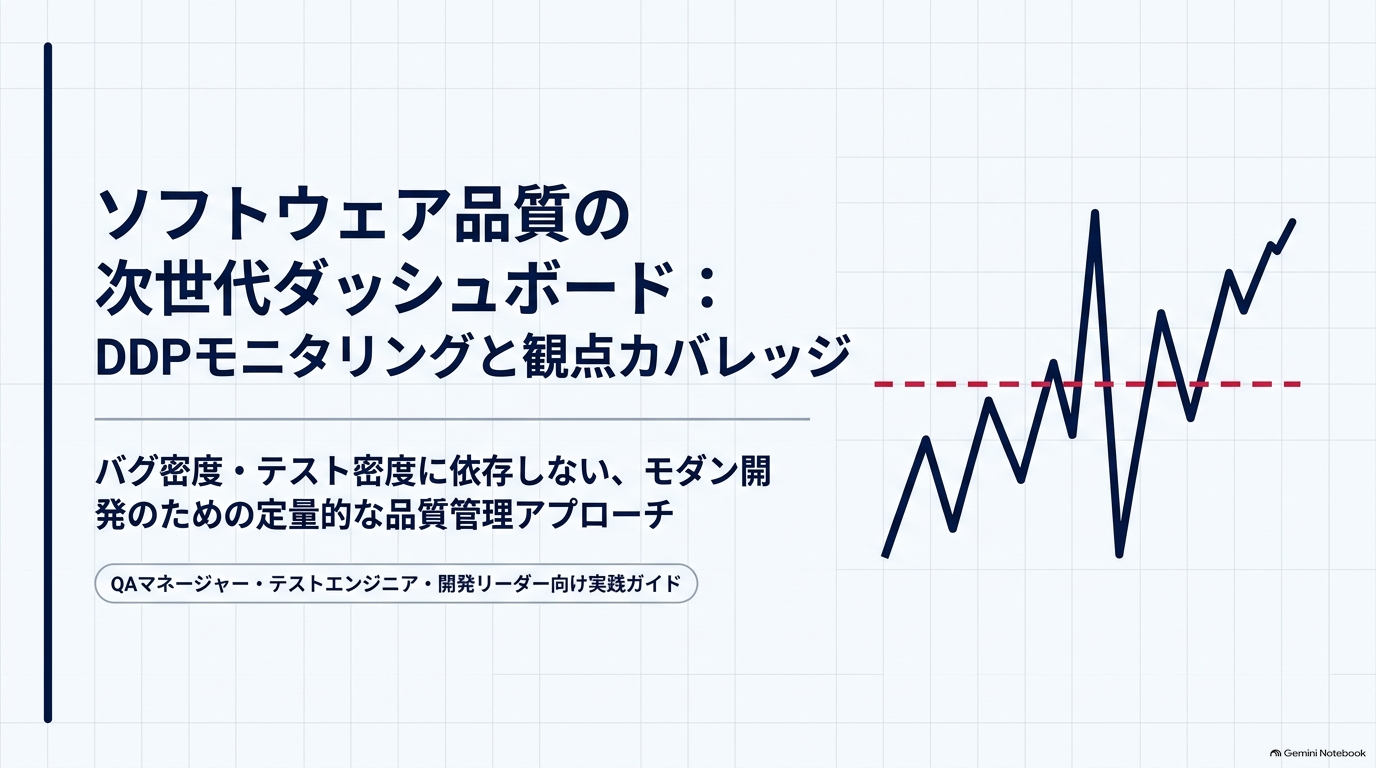 ソフトウェア品質の
次世代ダッシュボード：
DDPモニタリングと観点カバレッジ
バグ密度・テスト密度に依存しない、モダン開
発のための定量的な品質管理アプローチ
QAマネージャー・テストエンジニア・開発リーダー向け実践ガイド
Gemini Notebook